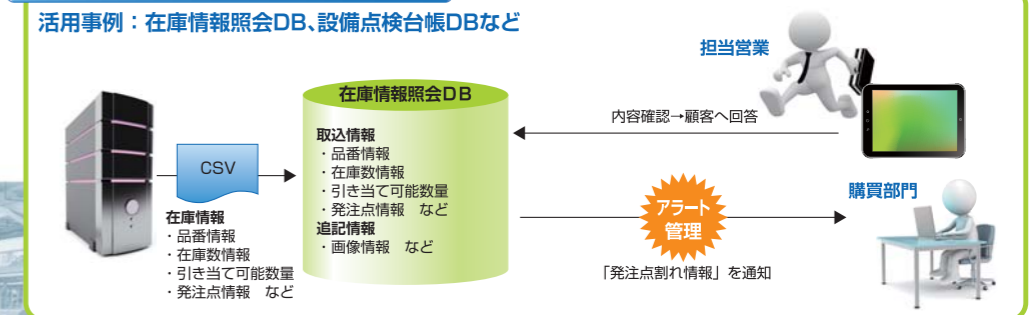 活用事例：在庫情報照会DB、設備点検台帳DBなど
担当営業
在庫情報照会DB
内容確認→顧客へ回答
取込情報
・品番情報
・在庫数情報
・引き当て可能数量
・発注点情報　など
追記情報
・画像情報　など
CSV
在庫情報
・品番情報
・在庫数情報
・引き当て可能数量
・発注点情報　など
アラート
管理
「発注点割れ情報」を通知
購買部門